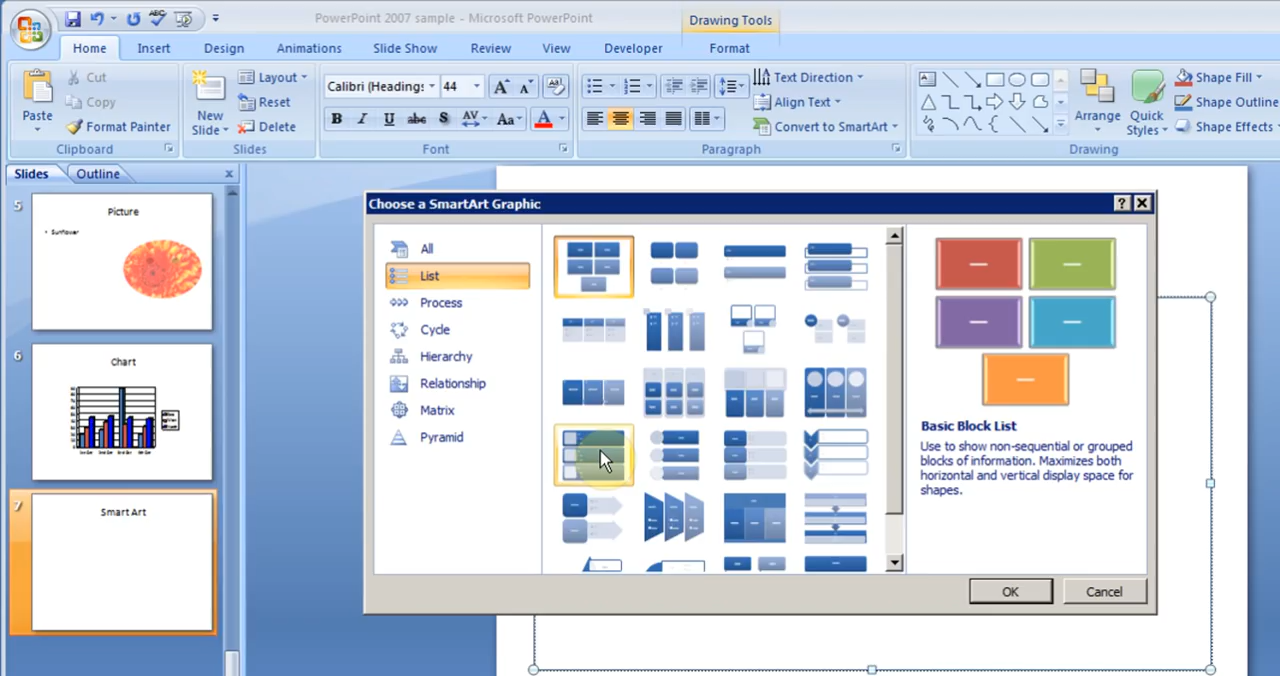 PowerPoint 2007 sample - Microsoft PowerPoint
Drawing Tools
Home Insert Design Animations Slide Show Review View Developer Format
Paste
Cut
Copy
Format Painter
Clipboard
New
Slide
Layout
Reset
Delete
Slides
Calibri (Headings 44
B I U abc S AV Aa A
Font
Text Direction
Align Text
Convert to SmartArt
Paragraph
Arrange
Quick
Styles
Shape Fill
Shape Outline
Shape Effects
Drawing
Slides Outline x
5
Picture
• Sunflower
6
Chart
7
Smart Art
Choose a SmartArt Graphic
All
List
Process
Cycle
Hierarchy
Relationship
Matrix
Pyramid
Basic Block List
Use to show non-sequential or grouped
blocks of information. Maximizes both
horizontal and vertical display space for
shapes.
OK Cancel